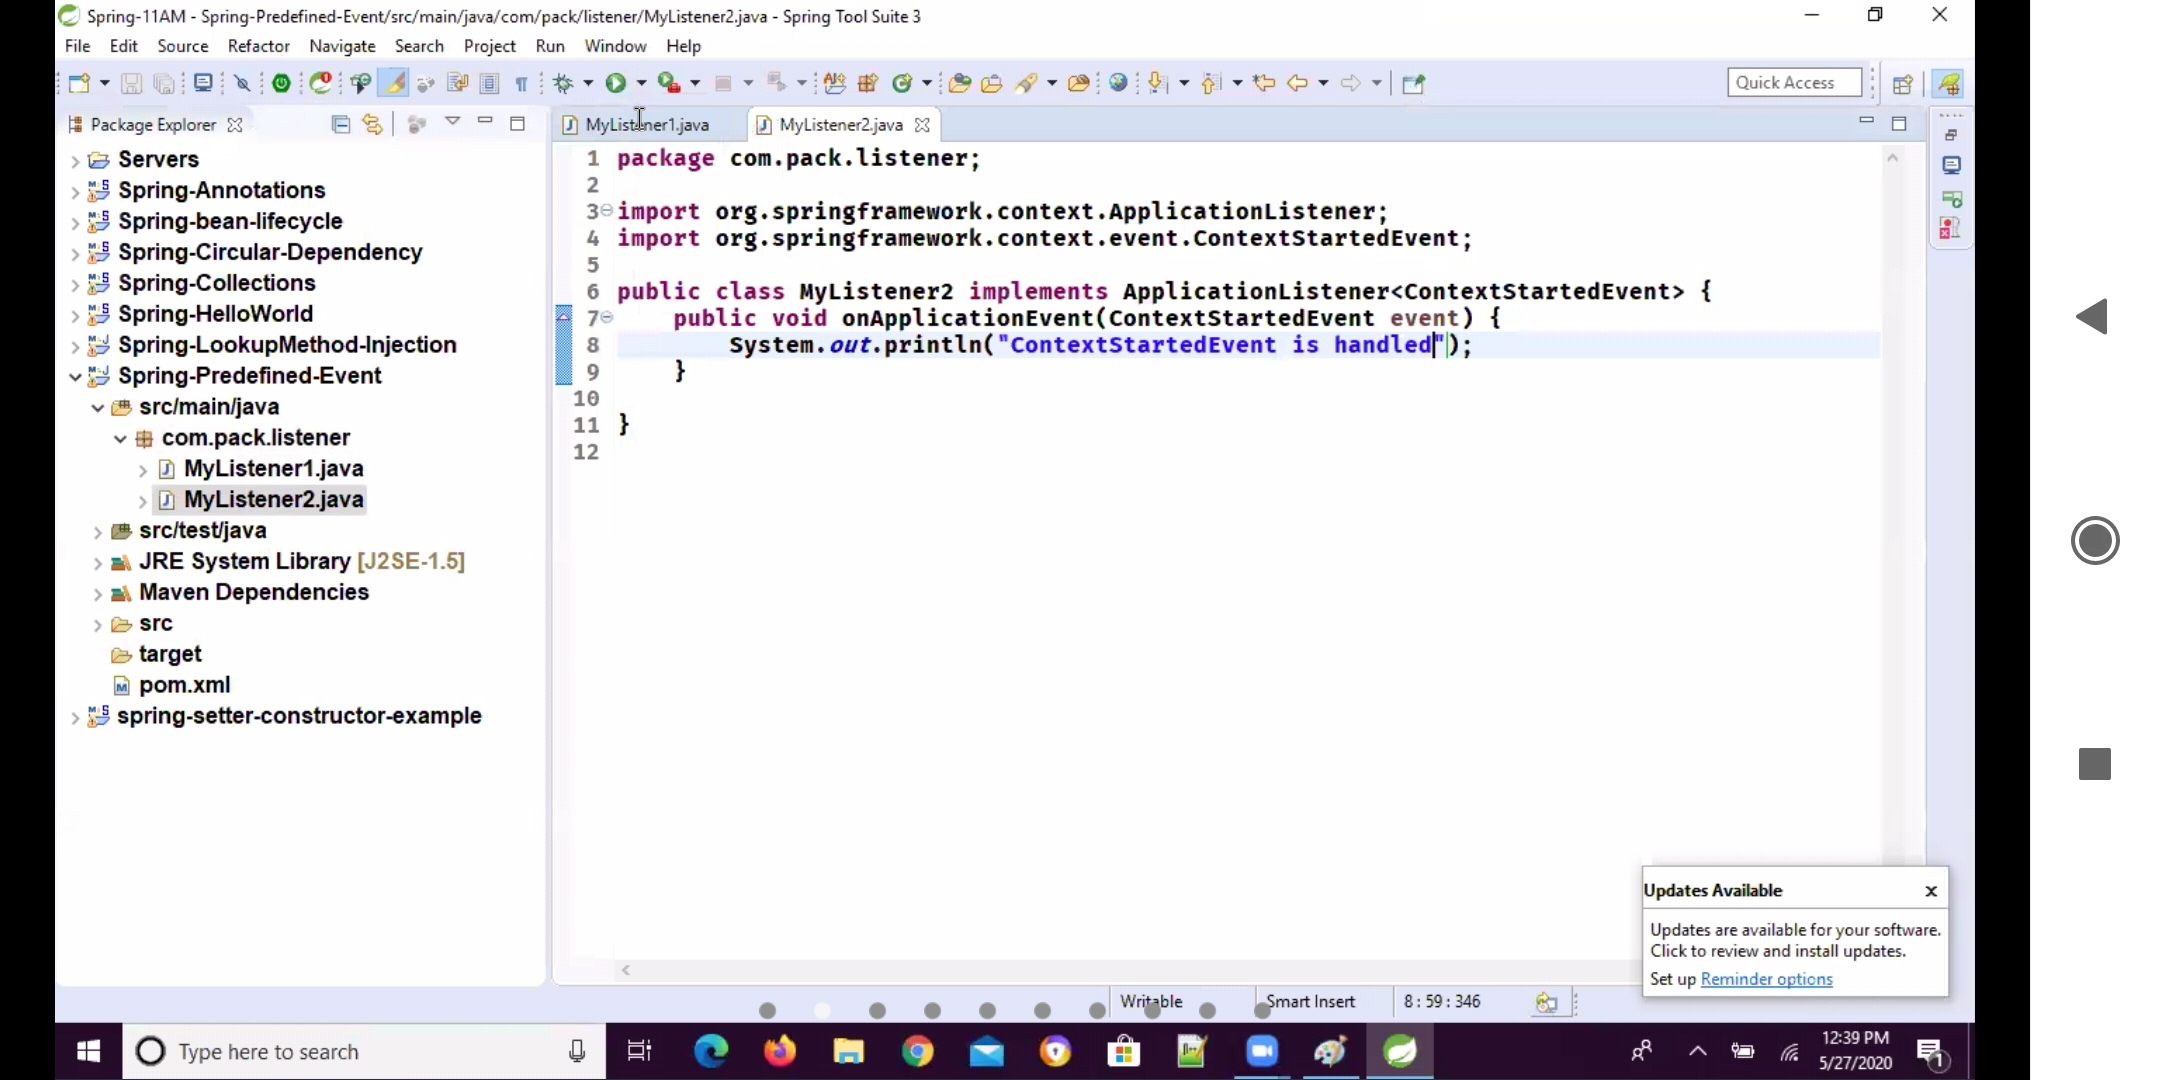 Spring-11AM - Spring-Predefined-Event/src/main/java/com/pack/listener/MyListener2.java - Spring Tool Suite 3
File Edit Source Refactor Navigate Search Project Run Window Help
Quick Access
Package Explorer
MyListener1.java
MyListener2.java
Servers
Spring-Annotations
Spring-bean-lifecycle
Spring-Circular-Dependency
Spring-Collections
Spring-HelloWorld
Spring-LookupMethod-Injection
Spring-Predefined-Event
src/main/java
com.pack.listener
MyListener1.java
MyListener2.java
src/test/java
JRE System Library [J2SE-1.5]
Maven Dependencies
src
target
pom.xml
spring-setter-constructor-example
1 package com.pack.listener;
2
3 import org.springframework.context.ApplicationListener;
4 import org.springframework.context.event.ContextStartedEvent;
5
6 public class MyListener2 implements ApplicationListener<ContextStartedEvent> {
7 public void onApplicationEvent(ContextStartedEvent event) {
8 System.out.println("ContextStartedEvent is handled");
9 }
10
11 }
12
Updates Available x
Updates are available for your software.
Click to review and install updates.
Set up Reminder options
Writable Smart Insert 8 : 59 : 346
Type here to search
12:39 PM
5/27/2020
1